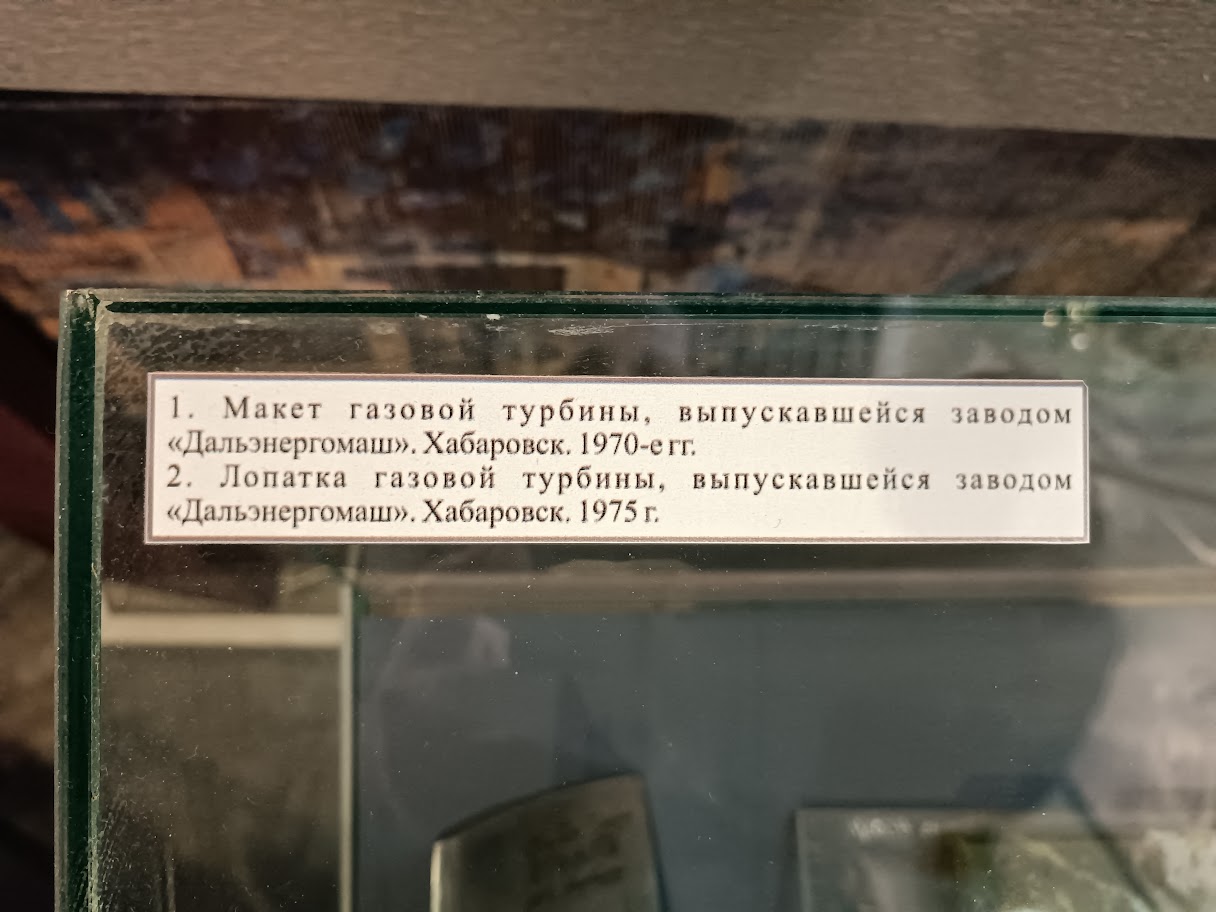 1. Макет газовой турбины, выпускавшейся заводом
«Дальэнергомаш». Хабаровск. 1970-е гг.
2. Лопатка газовой турбины, выпускавшейся заводом
«Дальэнергомаш». Хабаровск. 1975 г.